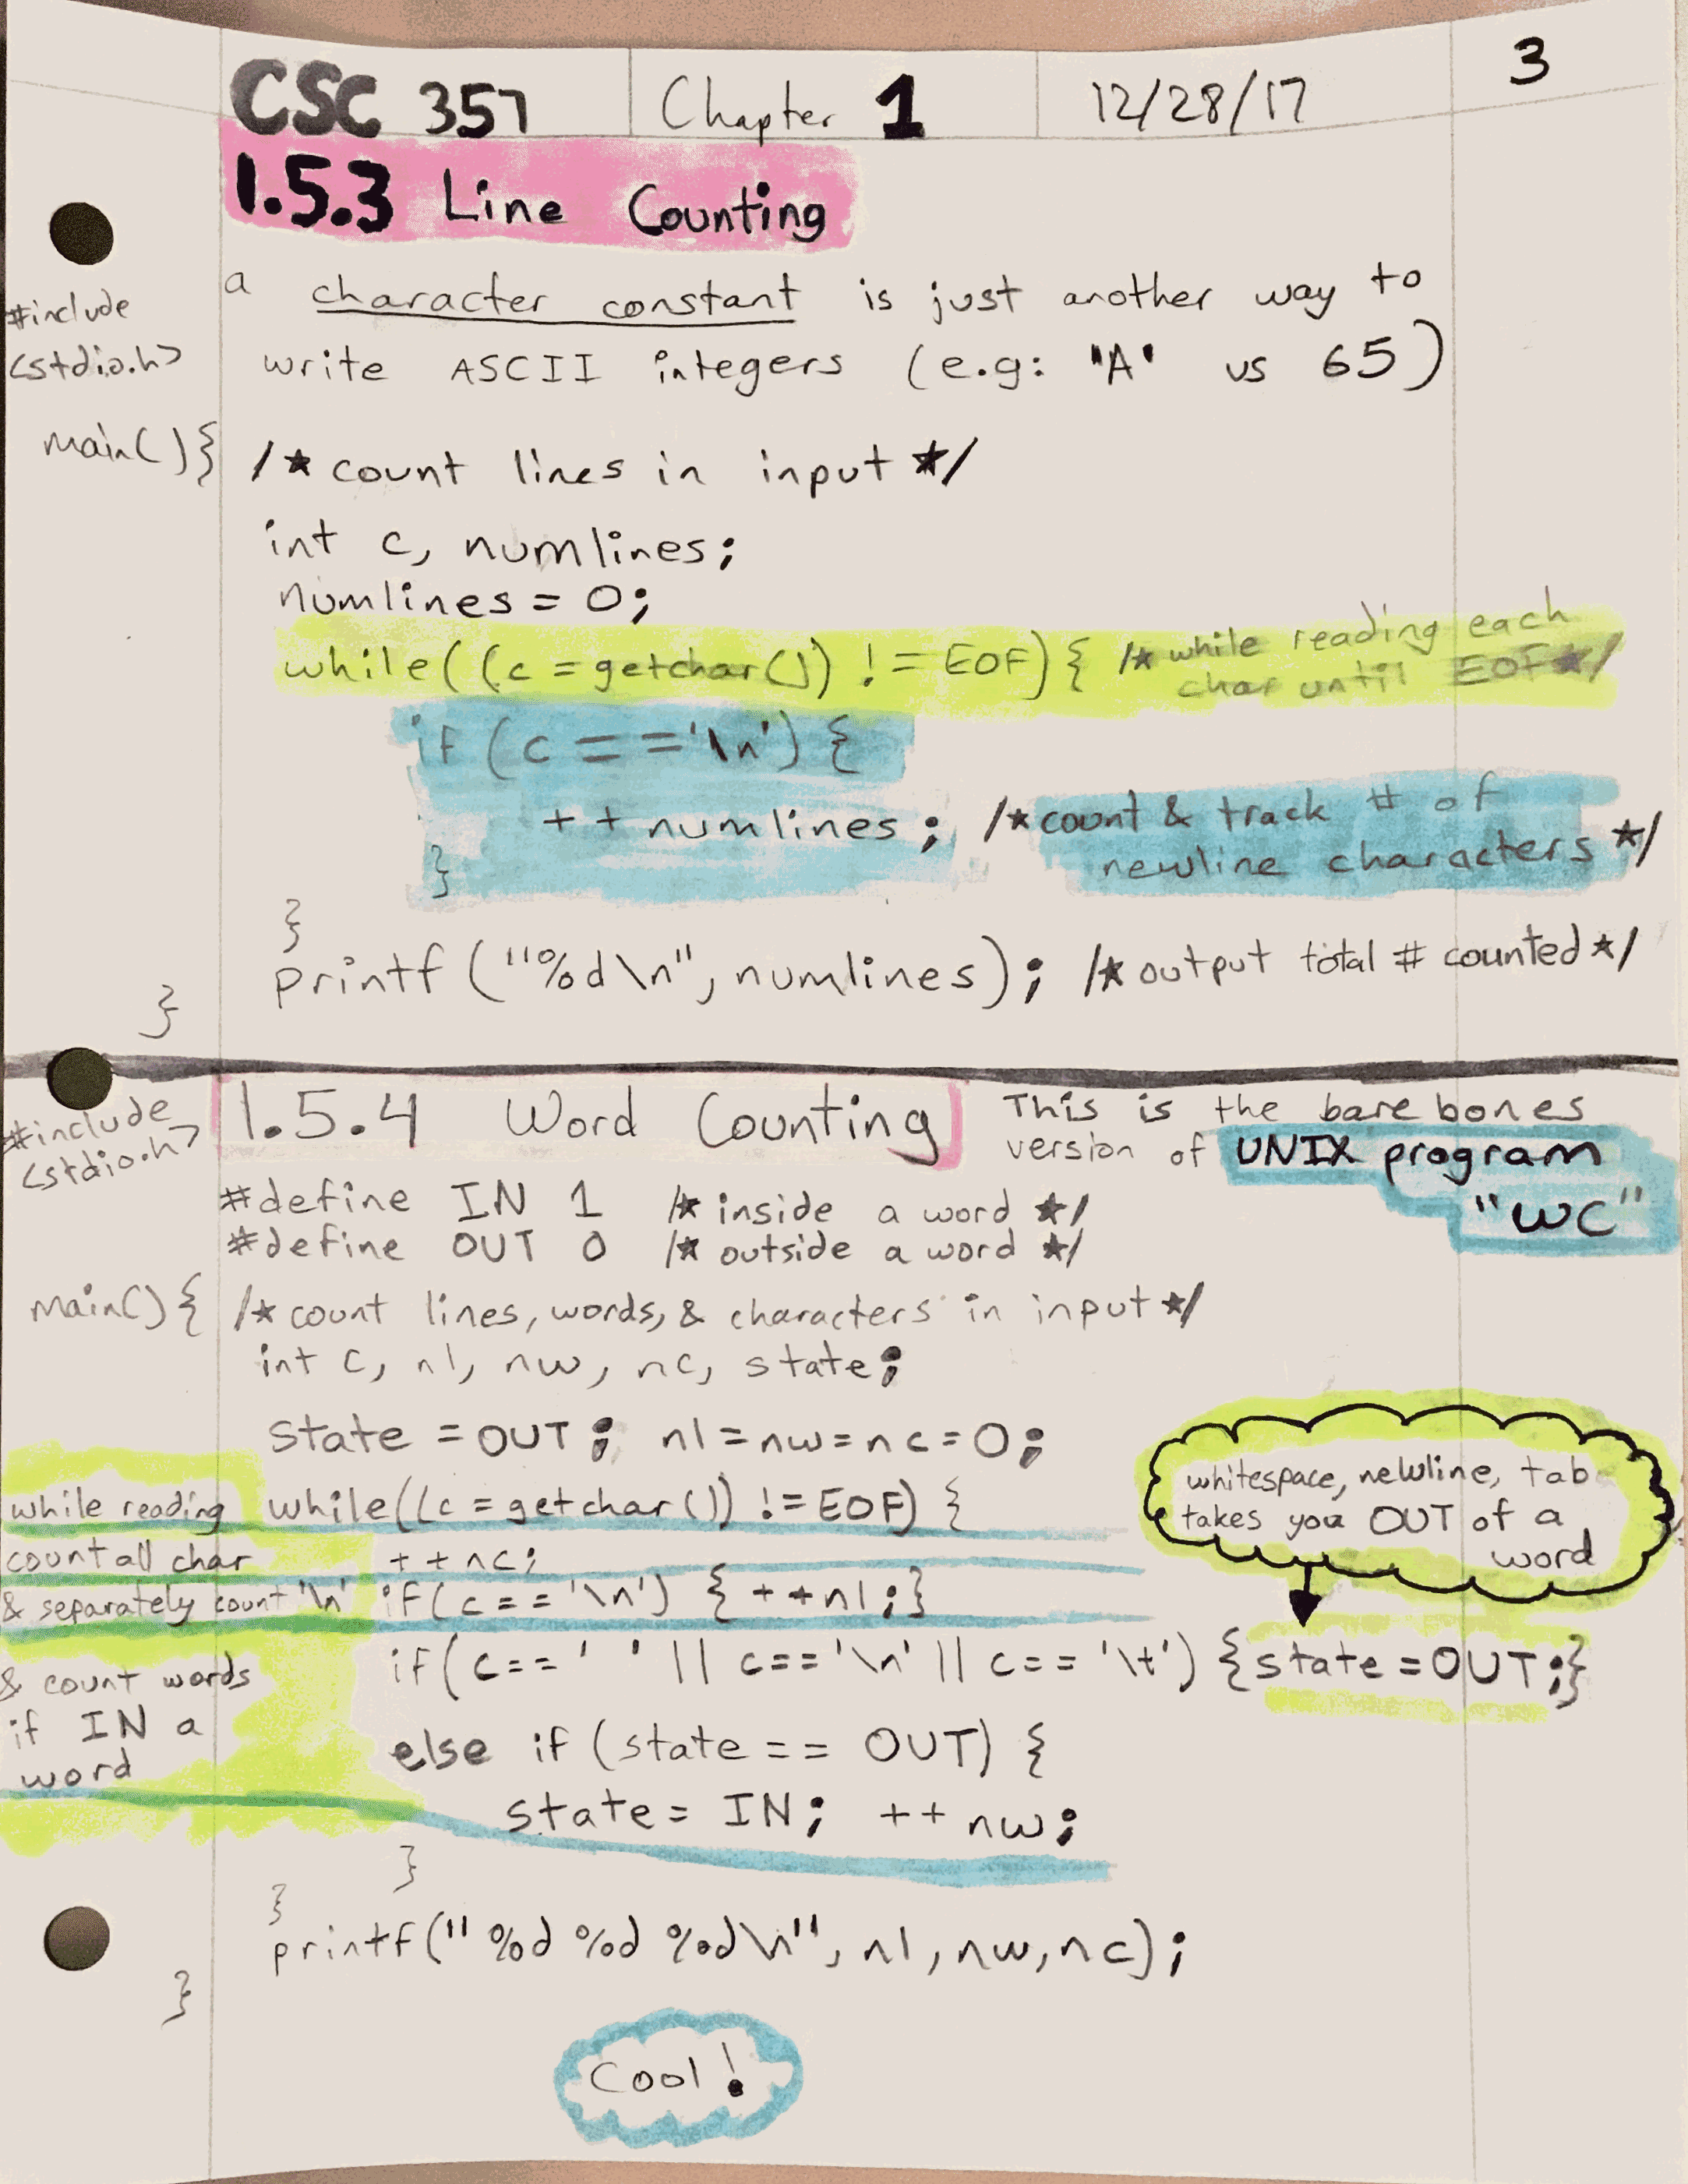 CSC 357 Chapter 1 12/28/17 3
1.5.3 Line Counting
a character constant is just another way to
#include
<stdio.h> write ASCII integers (e.g: 'A' vs 65)
main(){ /* count lines in input */
int c, numlines;
numlines = 0;
while((c = getchar()) != EOF){ /* while reading each
char until EOF */
if (c == '\n') {
++numlines; /* count & track # of
newline characters */
}
}
printf("%d\n", numlines); /* output total # counted */
}
#include
<stdio.h>
1.5.4 Word Counting
This is the bare bones
version of UNIX program
"wc"
#define IN 1 /* inside a word */
#define OUT 0 /* outside a word */
main(){ /* count lines, words, & characters in input */
int c, nl, nw, nc, state;
state = OUT; nl = nw = nc = 0;
whitespace, newline, tab
takes you OUT of a
word
while reading while((c = getchar()) != EOF) {
count all char ++nc;
& separately count '\n' if(c == '\n') { ++nl;}
if(c == ' ' || c == '\n' || c == '\t') {state = OUT;}
& count words
if IN a
word
else if (state == OUT) {
state = IN; ++nw;
}
}
printf("%d %d %d\n", nl, nw, nc);
}
Cool!